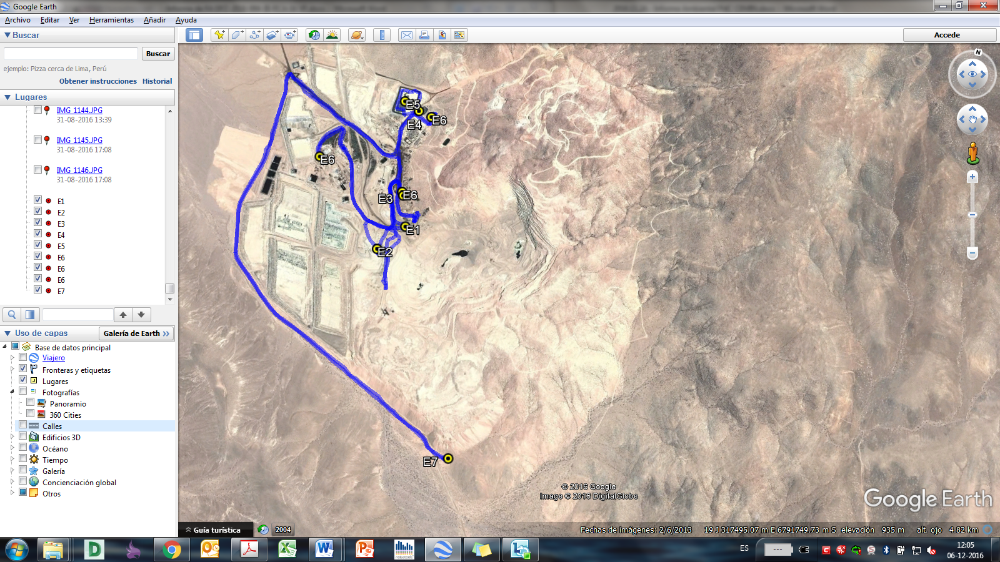 Google Earth
Archivo Editar Ver Herramientas Añadir Ayuda
Buscar
Accede
Buscar
ejemplo: Pizza cerca de Lima, Perú
Obtener instrucciones Historial
Lugares
IMG 1144.JPG
31-08-2016 13:39
IMG 1145.JPG
31-08-2016 17:08
IMG 1146.JPG
31-08-2016 17:08
E1
E2
E3
E4
E5
E6
E6
E6
E7
Uso de capas
Galería de Earth
Base de datos principal
Viajero
Fronteras y etiquetas
Lugares
Fotografías
Panoramio
360 Cities
Calles
Edificios 3D
Océano
Tiempo
Galería
Concienciación global
Otros
N
E5
E4
E6
E6
E3
E6
E1
E2
E7
© 2016 Google
Image © 2016 DigitalGlobe
Google Earth
Guía turística
2004
Fechas de imágenes: 2/6/2013 19 J 317495.07 m E 6791749.73 m S elevación 935 m alt. ojo 4.82 km
ES
12:05
06-12-2016